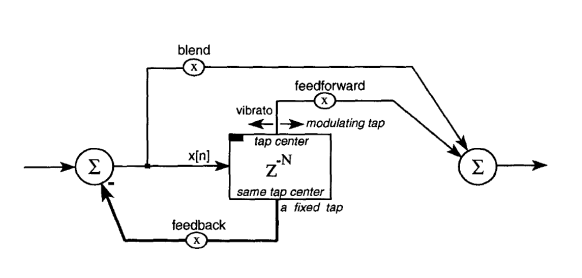 blend
x
feedforward
x
vibrato
modulating tap
tap center
Σ
-
x[n]
Z-N
Σ
same tap center
a fixed tap
feedback
x